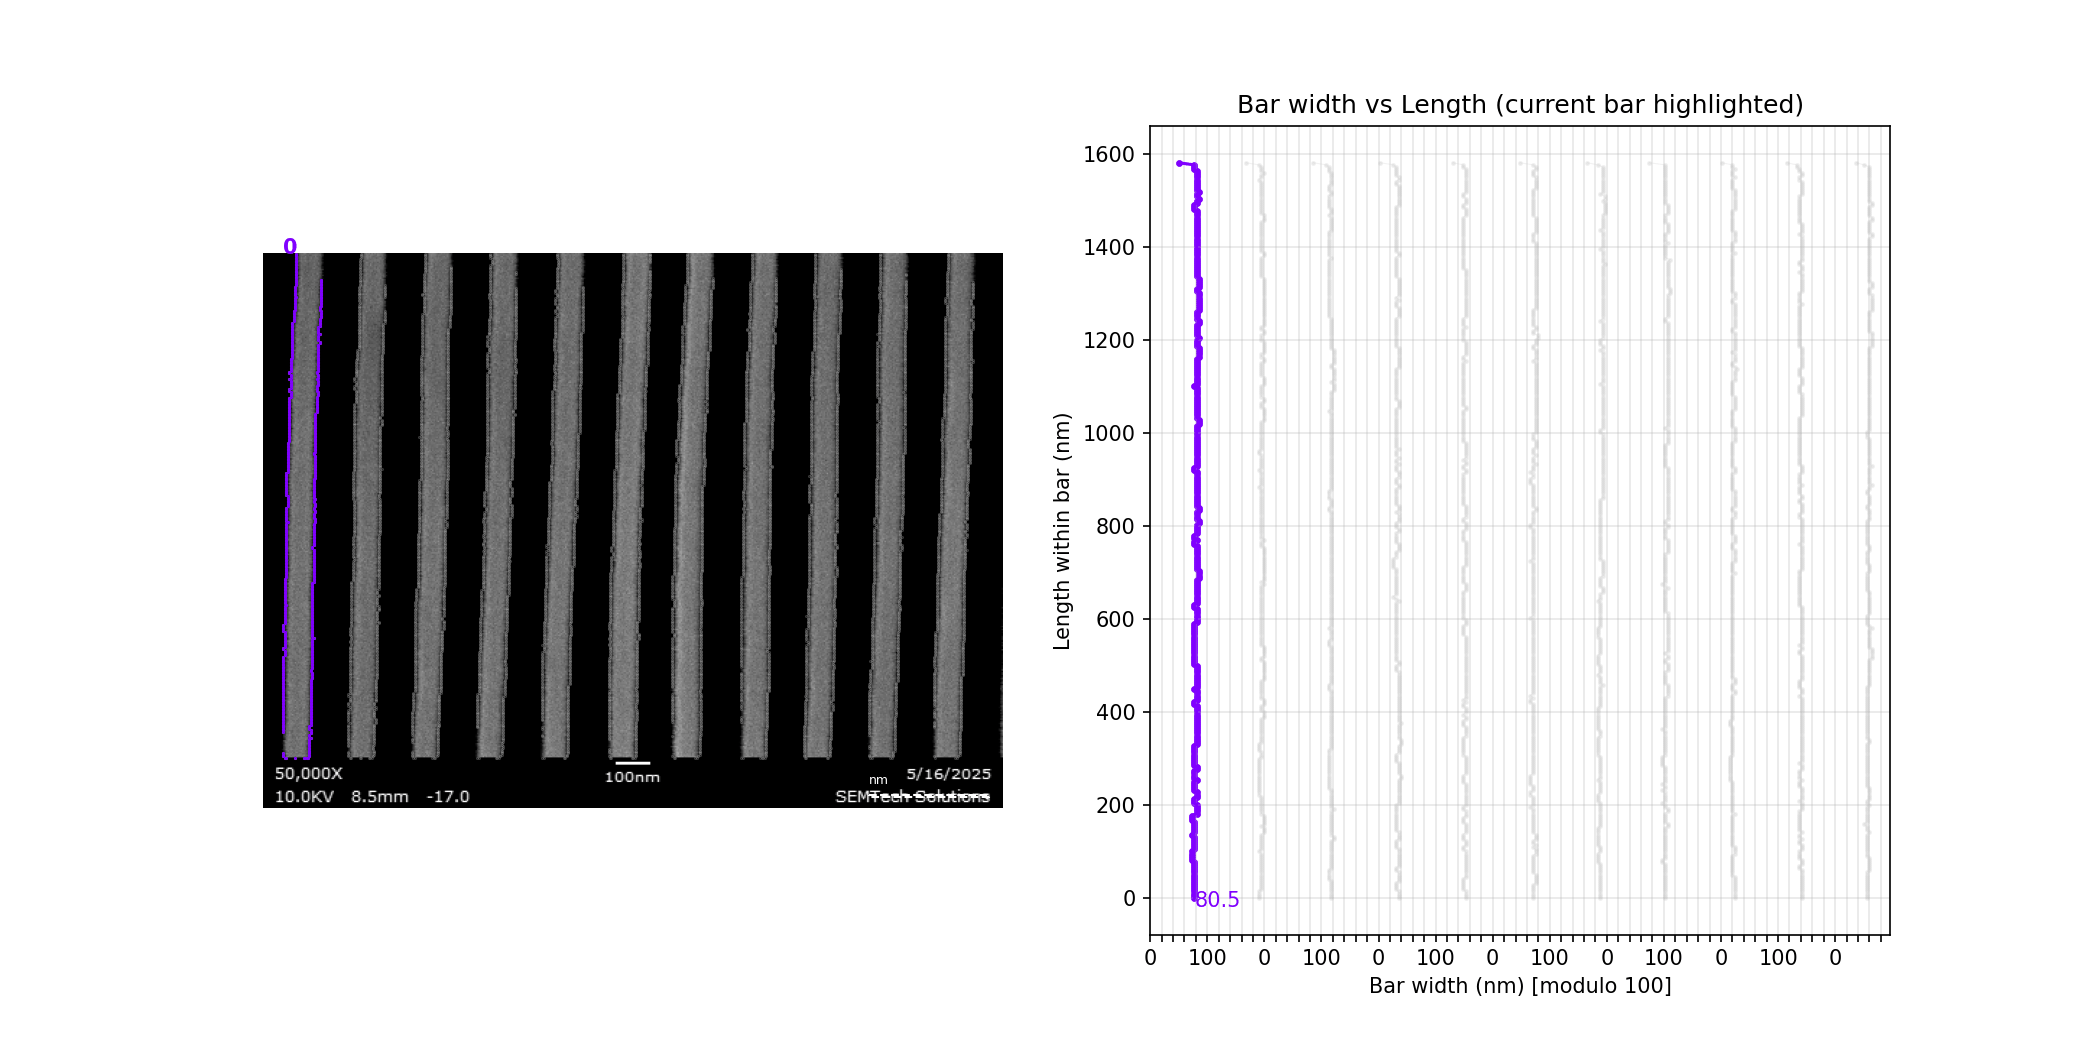 0
50,000X
10.0KV 8.5mm -17.0
100nm
nm
5/16/2025
SEMTech Solutions
Bar width vs Length (current bar highlighted)
Length within bar (nm)
1600
1400
1200
1000
800
600
400
200
0
80.5
0 100 0 100 0 100 0 100 0 100 0 100 0
Bar width (nm) [modulo 100]